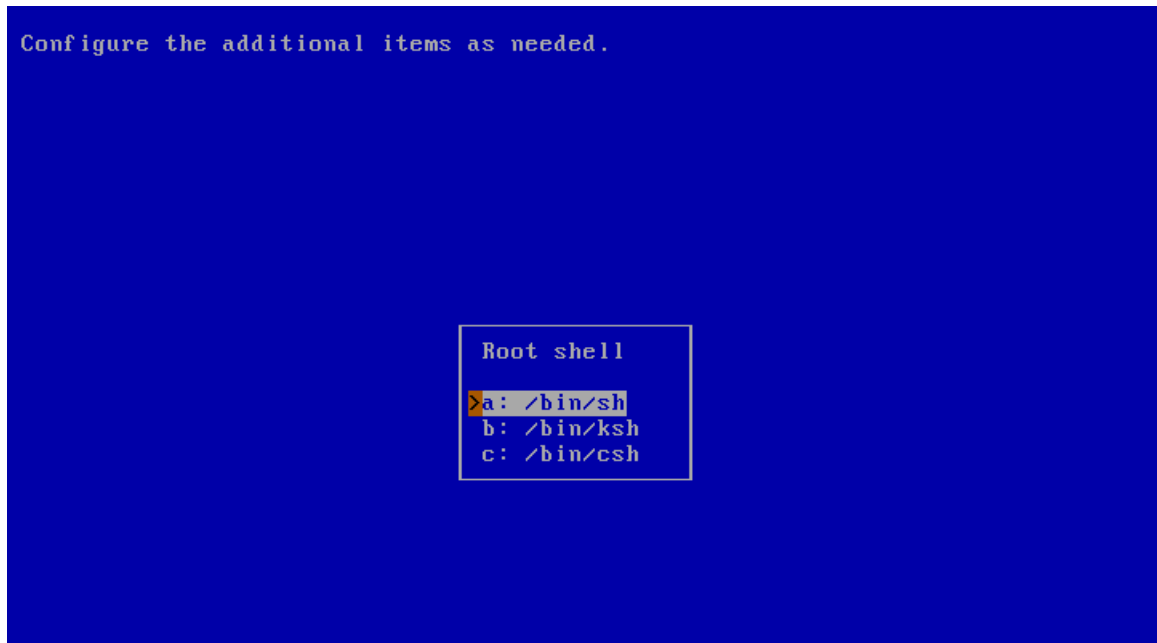 Configure the additional items as needed.
Root shell
>a: /bin/sh
b: /bin/ksh
c: /bin/csh